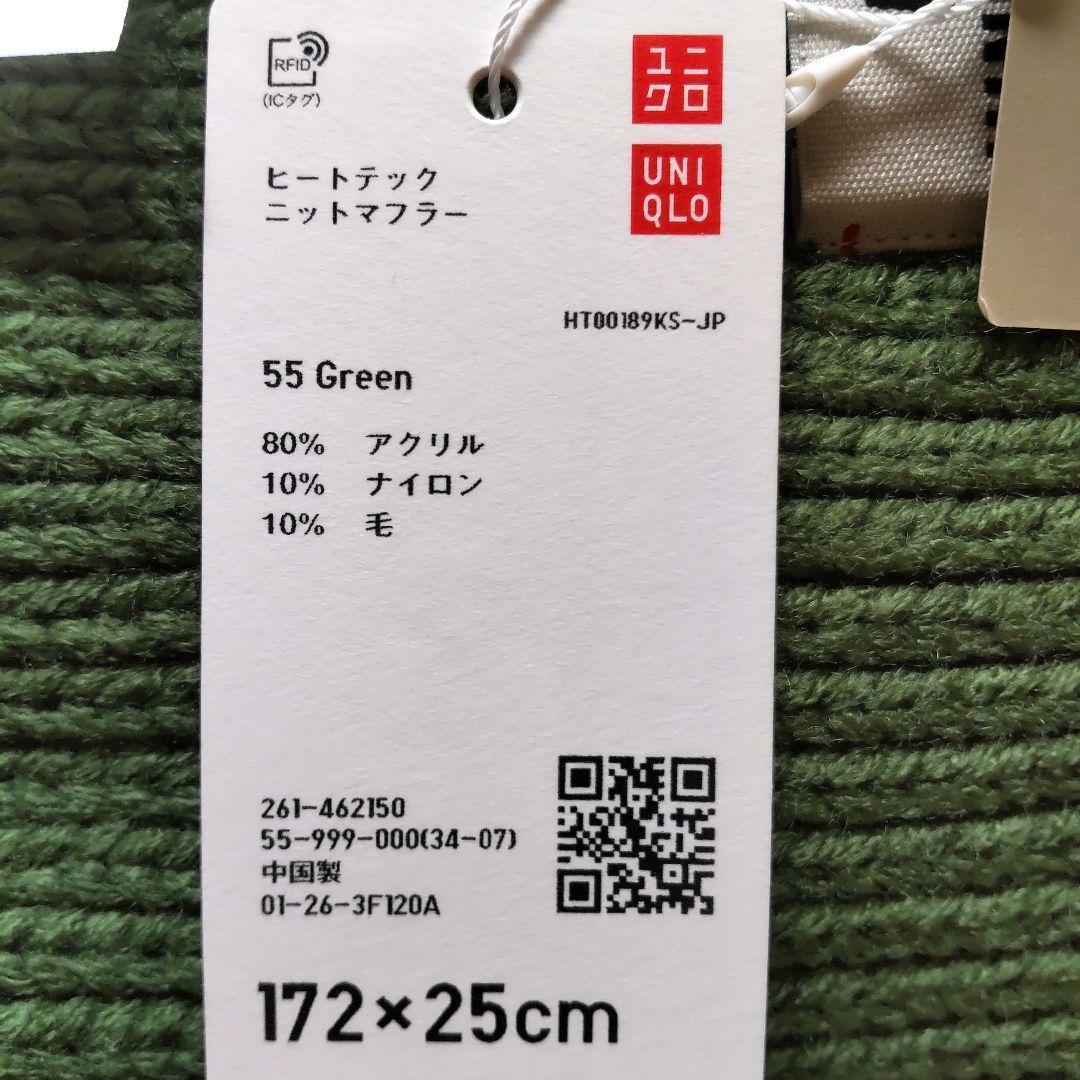 RFID
(ICタグ)
ユニ
クロ
UNI
QLO
ヒートテック
ニットマフラー
HT00189KS-JP
55 Green
80% アクリル
10% ナイロン
10% 毛
261-462150
55-999-000(34-07)
中国製
01-26-3F120A
172×25cm